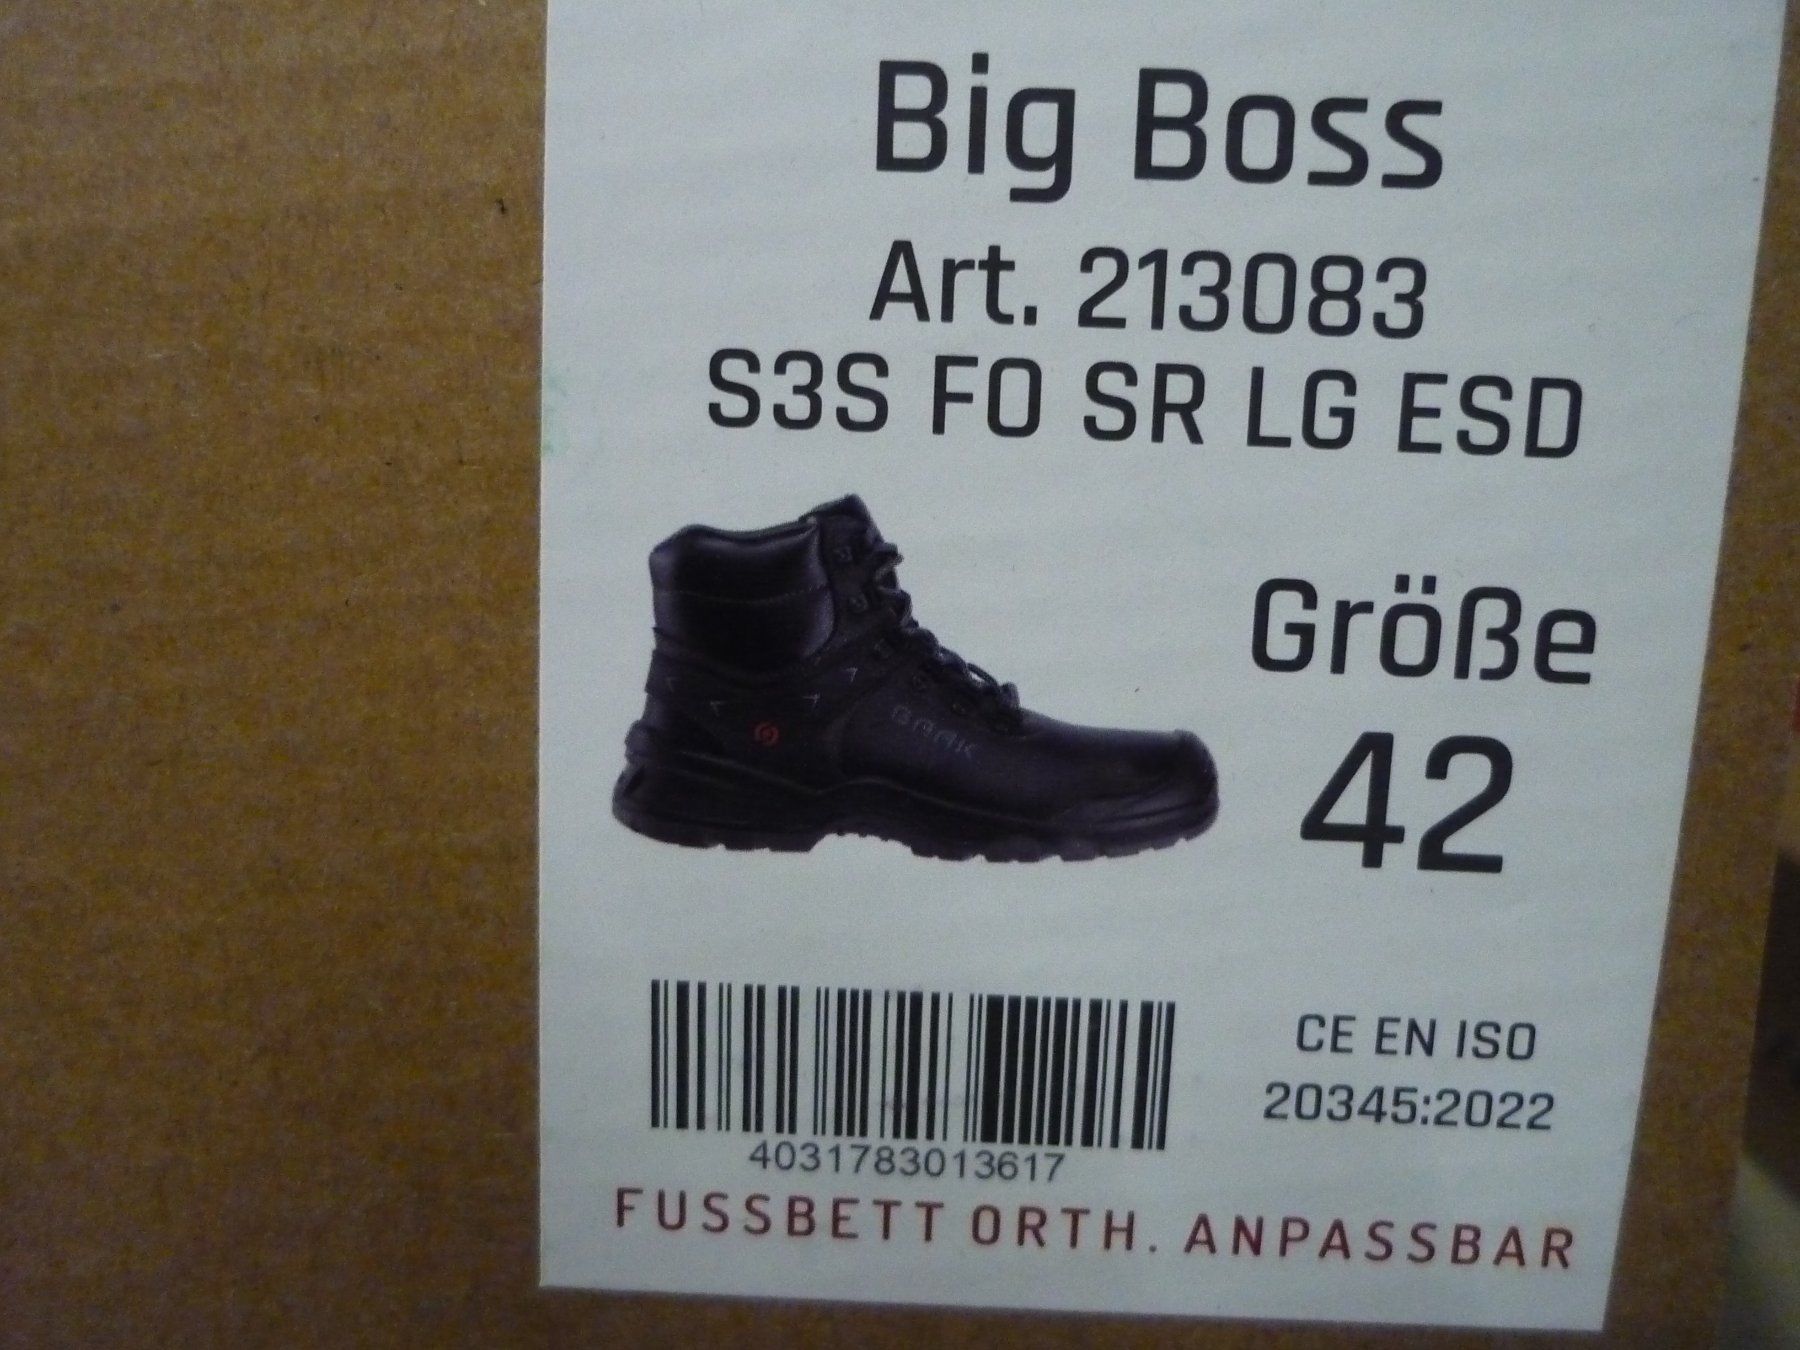 Big Boss
Art. 213083
S3S FO SR LG ESD
BAAK
Größe
42
CE EN ISO
20345:2022
4031783013617
FUSSBETT ORTH. ANPASSBAR